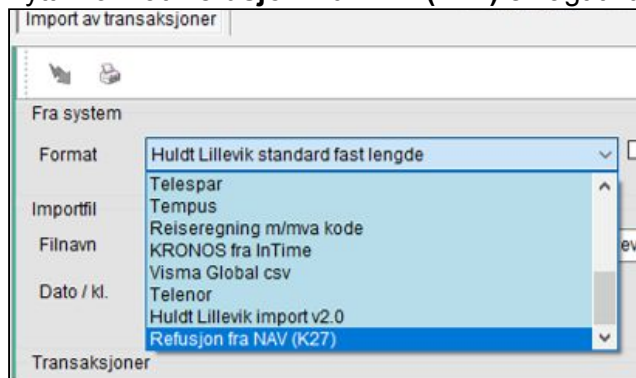 Import av transaksjoner
Fra system
Format Huldt Lillevik standard fast lengde
Telespar
Tempus
Importfil
Reiseregning m/mva kode
Filnavn
KRONOS fra InTime
Visma Global csv
Dato / kl.
Telenor
Huldt Lillevik import v2.0
Refusjon fra NAV (K27)
Transaksjoner